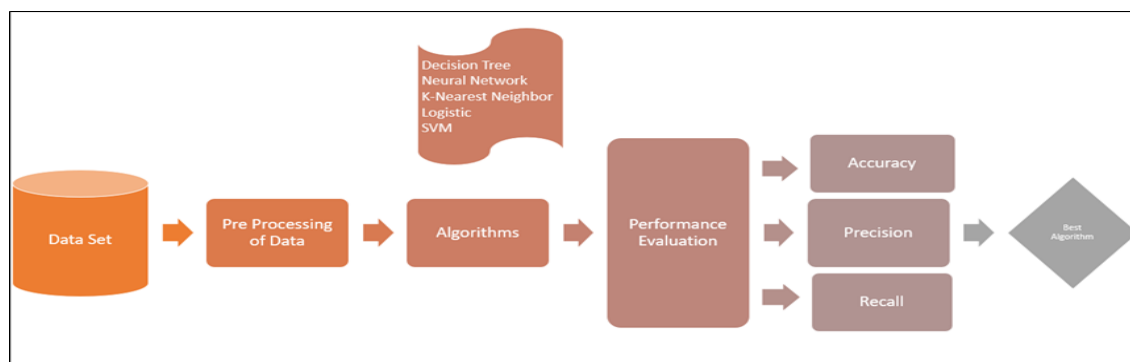 Decision Tree
Neural Network
K-Nearest Neighbor
Logistic
SVM
Data Set
Pre Processing
of Data
Algorithms
Performance
Evaluation
Accuracy
Precision
Recall
Best
Algorithm